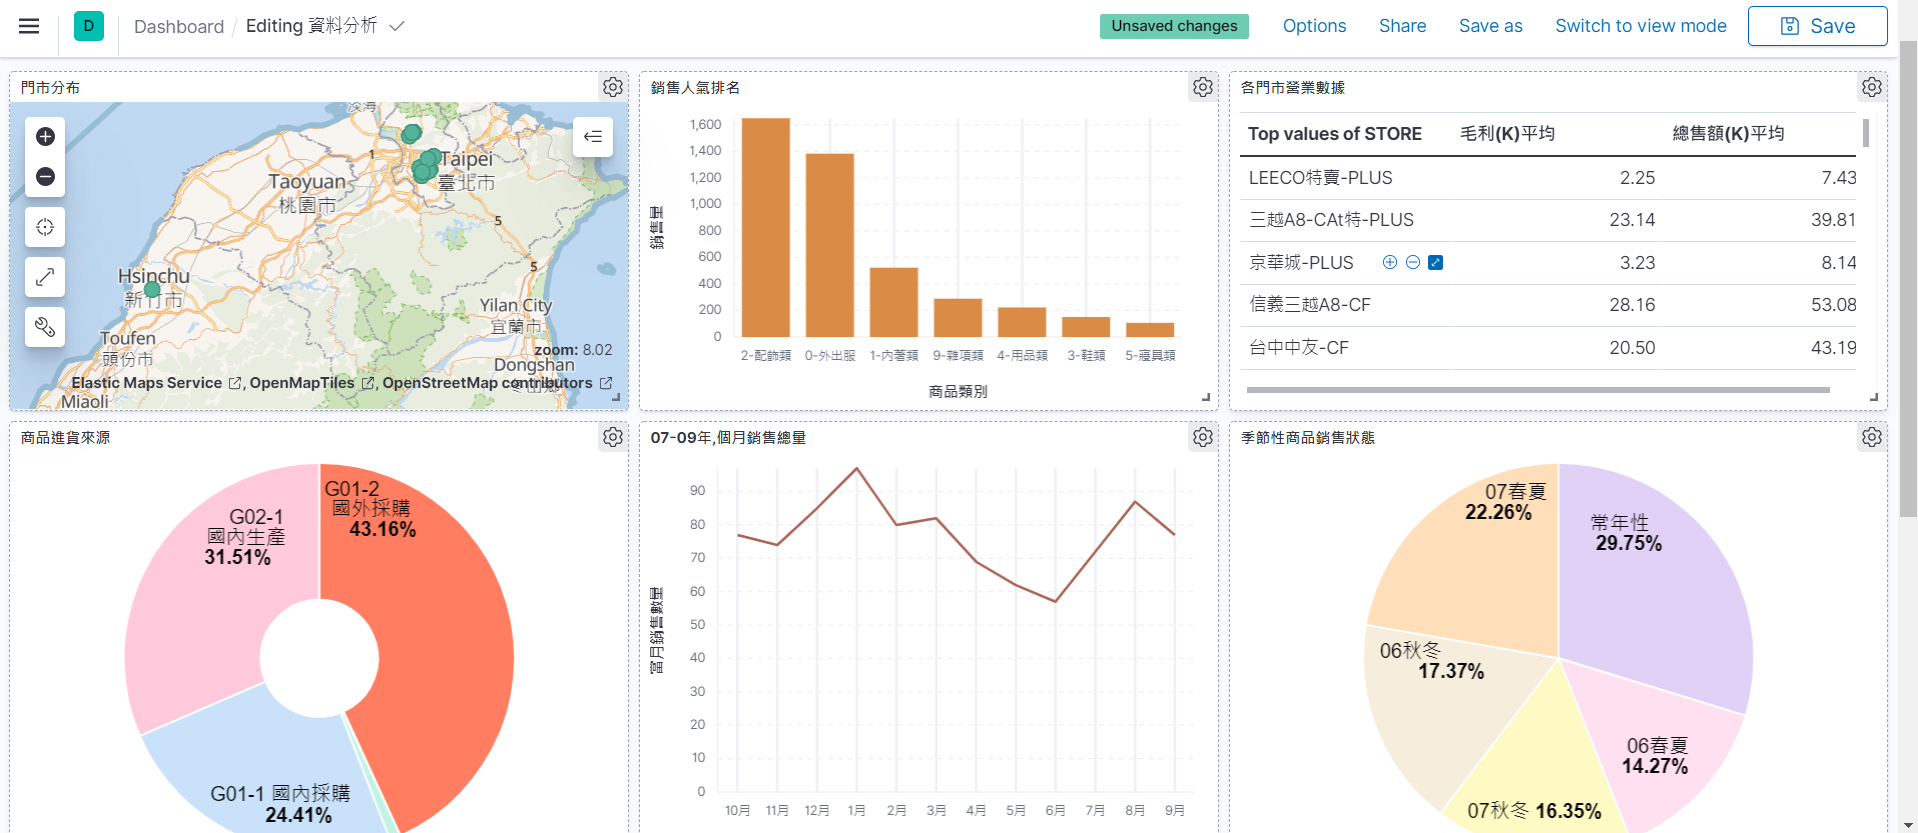 D
Dashboard / Editing 資料分析
Unsaved changes
Options
Share
Save as
Switch to view mode
Save
門市分布
淡海
1
Taipei
臺北市
Taoyuan
桃園市
5
5
Hsinchu
新竹市
Yilan City
宜蘭市
Toufen
頭份市
zoom: 8.02
Dongshan
冬山鄉
Elastic Maps Service , OpenMapTiles , OpenStreetMap contributors
Miaoli
銷售人氣排名
1,600
1,400
1,200
1,000
800
600
400
200
0
銷售量
2-配飾類 0-外出服 1-內著類 9-雜項類 4-用品類 3-鞋類 5-寢具類
商品類別
各門市營業數據
Top values of STORE 毛利(K)平均 總售額(K)平均
LEECO特賣-PLUS 2.25 7.43
三越A8-CAt特-PLUS 23.14 39.81
京華城-PLUS 3.23 8.14
信義三越A8-CF 28.16 53.08
台中中友-CF 20.50 43.19
商品進貨來源
G01-2
國外採購
43.16%
G02-1
國內生產
31.51%
G01-1 國內採購
24.41%
07-09年,個月銷售總量
90
80
70
60
50
40
30
20
10
0
當月銷售數量
10月 11月 12月 1月 2月 3月 4月 5月 6月 7月 8月 9月
季節性商品銷售狀態
07春夏
22.26%
常年性
29.75%
06秋冬
17.37%
06春夏
14.27%
07秋冬 16.35%